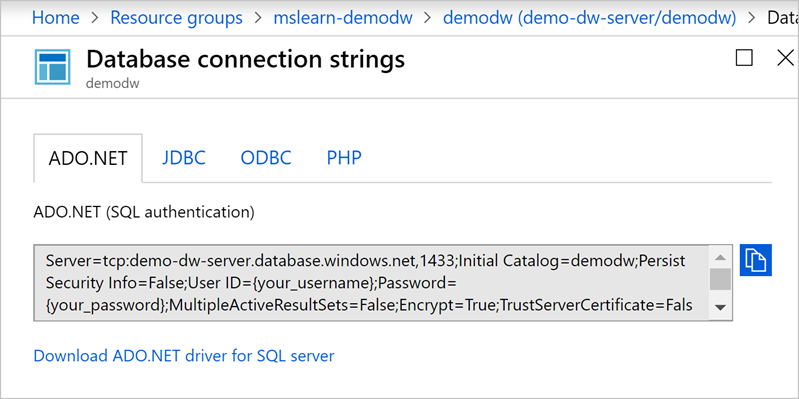 Home > Resource groups > mslearn-demodw > demodw (demo-dw-server/demodw) > Data
Database connection strings
demodw
ADO.NET JDBC ODBC PHP
ADO.NET (SQL authentication)
Server=tcp:demo-dw-server.database.windows.net,1433;Initial Catalog=demodw;Persist
Security Info=False;User ID={your_username};Password=
{your_password};MultipleActiveResultSets=False;Encrypt=True;TrustServerCertificate=Fals
Download ADO.NET driver for SQL server